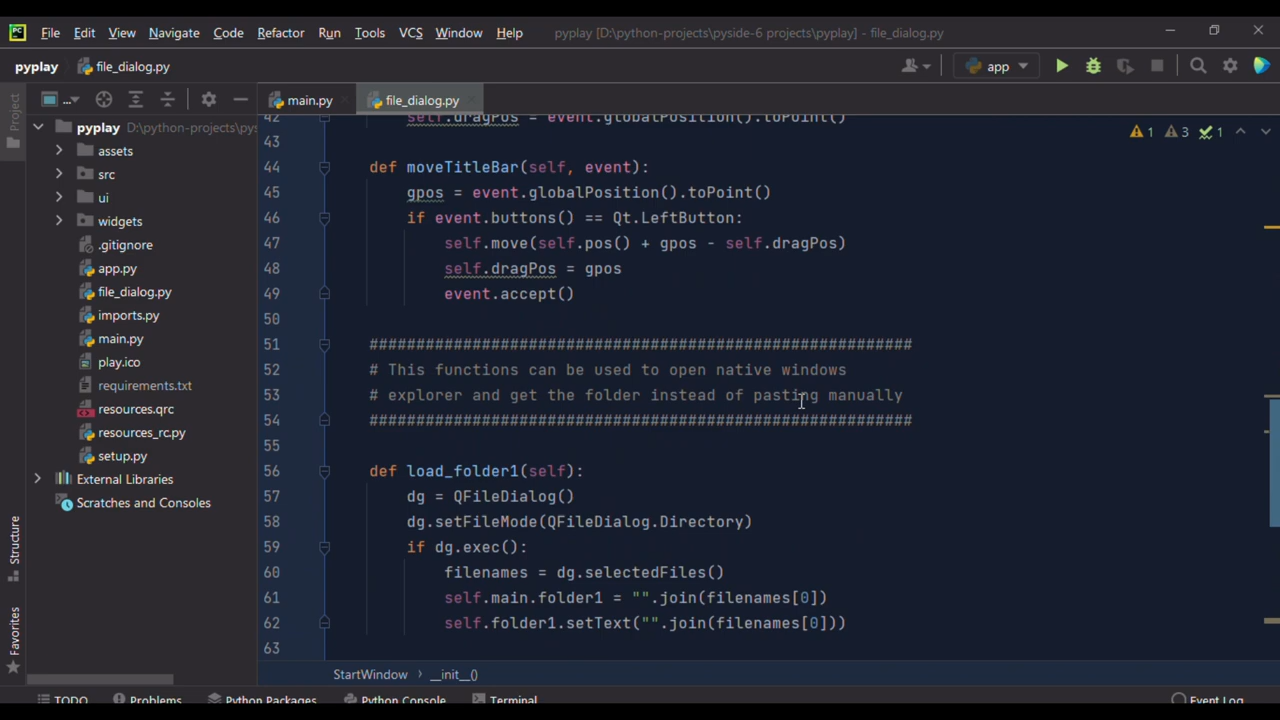 PC File Edit View Navigate Code Refactor Run Tools VCS Window Help pyplay [D:\python-projects\pyside-6 projects\pyplay] - file_dialog.py
pyplay file_dialog.py app
... main.py file_dialog.py
Project
pyplay D:\python-projects\pys
assets
src
ui
widgets
.gitignore
app.py
file_dialog.py
imports.py
main.py
play.ico
requirements.txt
resources.qrc
resources_rc.py
setup.py
External Libraries
Scratches and Consoles
Structure
Favorites
1 3 1
42 self.dragPos = event.globalPosition().toPoint()
43
44 def moveTitleBar(self, event):
45 gpos = event.globalPosition().toPoint()
46 if event.buttons() == Qt.LeftButton:
47 self.move(self.pos() + gpos - self.dragPos)
48 self.dragPos = gpos
49 event.accept()
50
51 ##########################################################
52 # This functions can be used to open native windows
53 # explorer and get the folder instead of pasting manually
54 ##########################################################
55
56 def load_folder1(self):
57 dg = QFileDialog()
58 dg.setFileMode(QFileDialog.Directory)
59 if dg.exec():
60 filenames = dg.selectedFiles()
61 self.main.folder1 = "".join(filenames[0])
62 self.folder1.setText("".join(filenames[0]))
63
StartWindow › __init__()
TODO Problems Python Packages Python Console Terminal Event Log